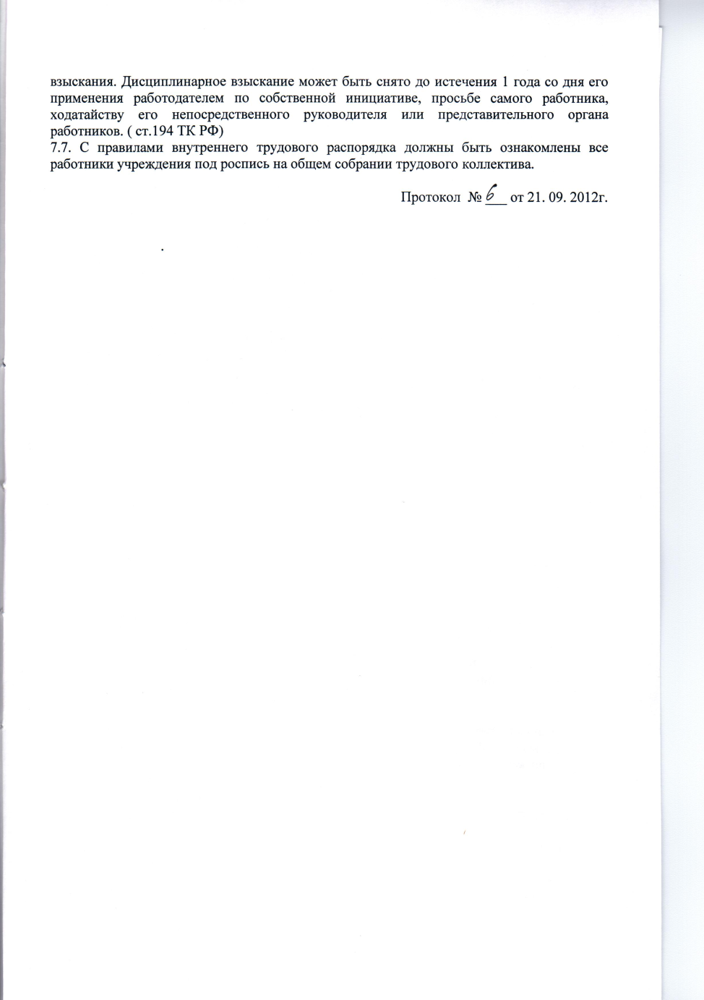 взыскания. Дисциплинарное взыскание может быть снято до истечения 1 года со дня его
применения работодателем по собственной инициативе, просьбе самого работника,
ходатайству его непосредственного руководителя или представительного органа
работников. ( ст.194 ТК РФ)
7.7. С правилами внутреннего трудового распорядка должны быть ознакомлены все
работники учреждения под роспись на общем собрании трудового коллектива.
Протокол № 6 от 21. 09. 2012г.